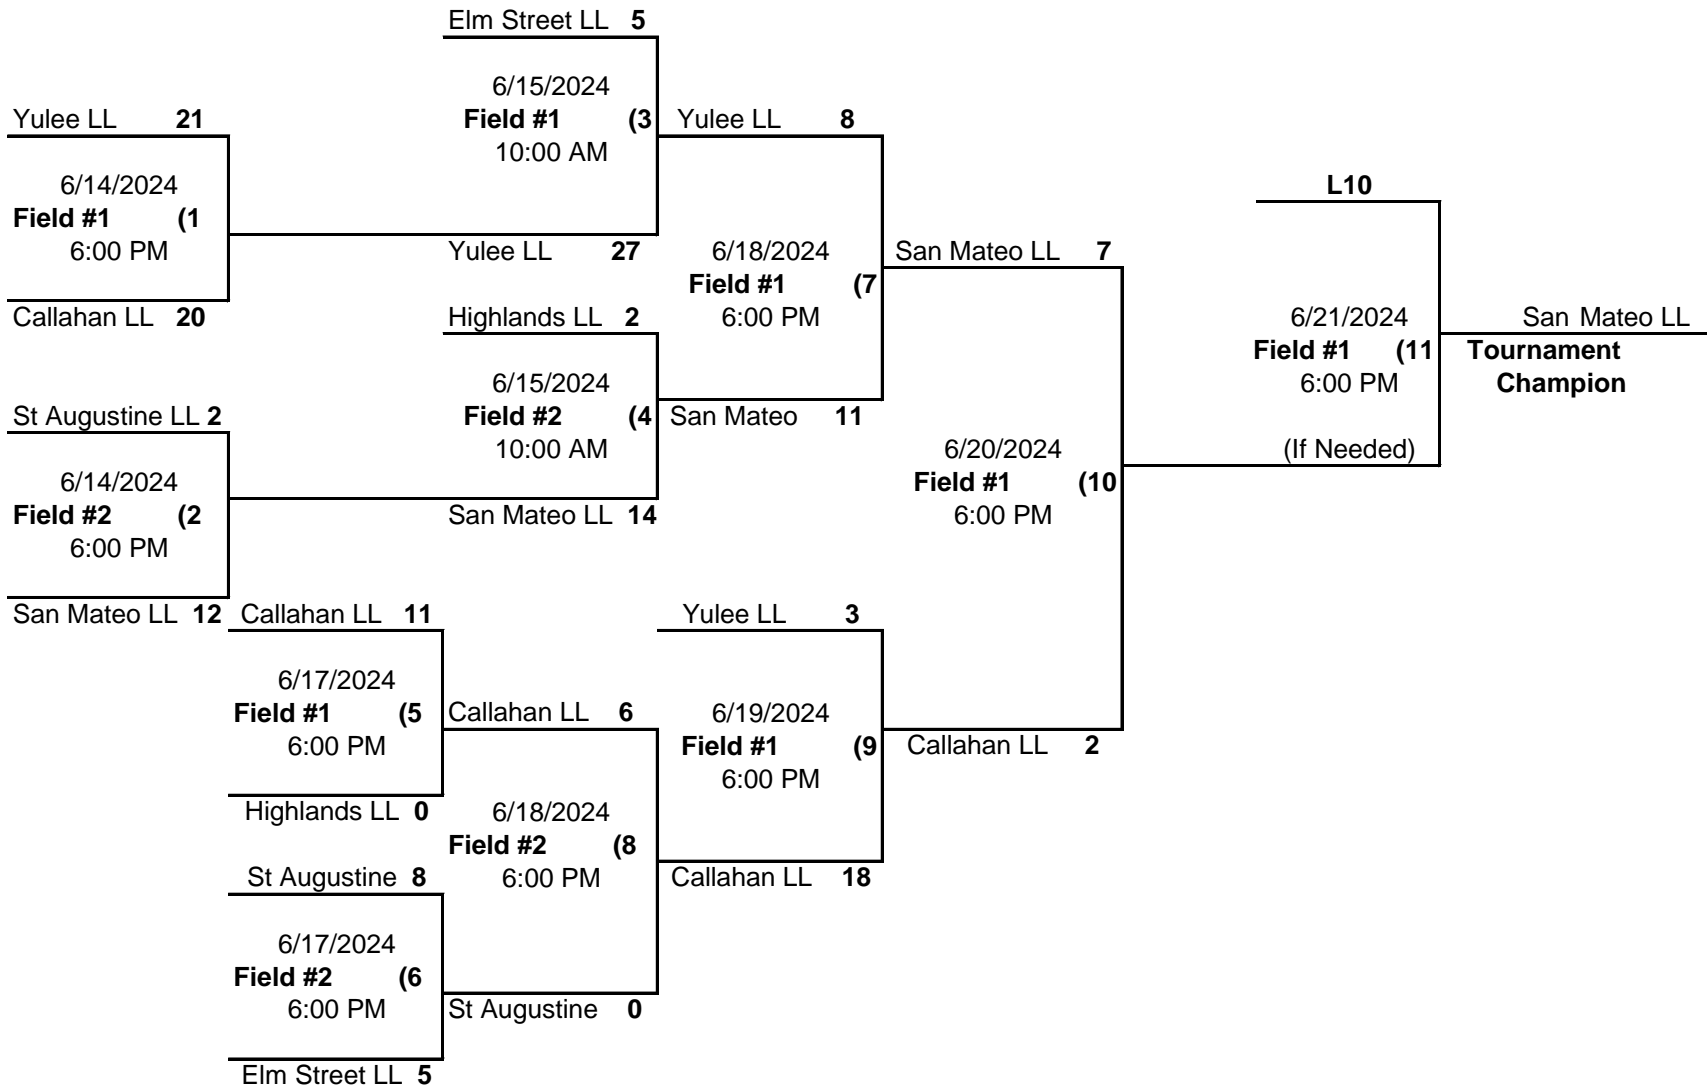 Elm Street LL 5
6/15/2024
Field #1 (3
10:00 AM
Yulee LL 21
6/14/2024
Field #1 (1
6:00 PM
Callahan LL 20
Yulee LL 27
Yulee LL 8
6/18/2024
Field #1 (7
6:00 PM
Highlands LL 2
6/15/2024
Field #2 (4
10:00 AM
San Mateo LL 14
St Augustine LL 2
6/14/2024
Field #2 (2
6:00 PM
San Mateo LL 12
San Mateo 11
San Mateo LL 7
6/20/2024
Field #1 (10
6:00 PM
L10
6/21/2024
Field #1 (11
6:00 PM
(If Needed)
San Mateo LL
Tournament
Champion
Callahan LL 11
6/17/2024
Field #1 (5
6:00 PM
Highlands LL 0
Callahan LL 6
6/18/2024
Field #2 (8
6:00 PM
St Augustine 8
6/17/2024
Field #2 (6
6:00 PM
Elm Street LL 5
St Augustine 0
Yulee LL 3
6/19/2024
Field #1 (9
6:00 PM
Callahan LL 18
Callahan LL 2